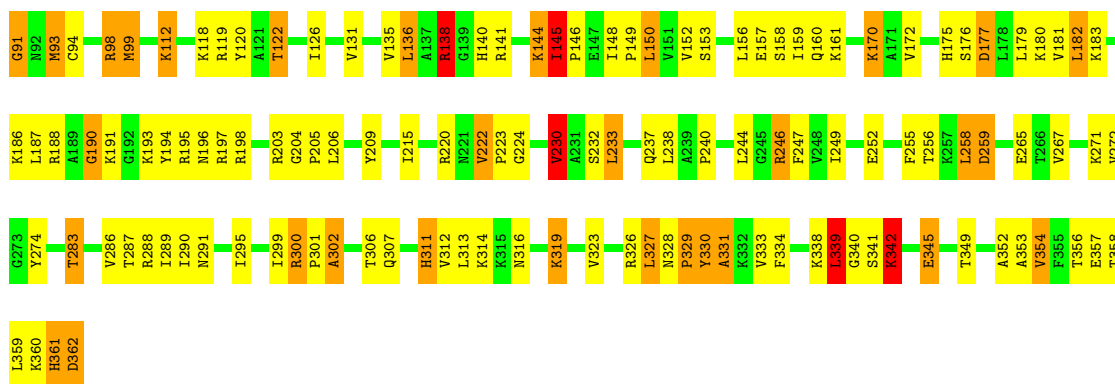 G91 N92 M93 C94 R98 M99 K112 K118 R119 Y120 A121 T122 I126 V131 V135 L136 A137 R138 G139 H140 R141 K144 I145 P146 E147 I148 P149 L150 V151 V152 S153 L156 E157 S158 I159 Q160 K161 K170 A171 V172 H175 S176 D177 L178 L179 K180 V181 L182 K183
K186 L187 R188 A189 G190 K191 G192 K193 Y194 R195 N196 R197 R198 R203 G204 P205 L206 Y209 I215 R220 N221 V222 P223 G224 V230 A231 S232 L233 Q237 L238 A239 P240 L244 G245 R246 F247 V248 I249 E252 F255 T256 K257 L258 D259 E265 T266 V267 K271
G273 Y274 T283 V286 T287 R288 I289 I290 N291 I295 I299 R300 P301 A302 T306 Q307 H311 V312 L313 K314 K315 N316 K319 V323 R326 L327 N328 P329 Y330 A331 K332 V333 F334 K338 L339 G340 S341 K342 E345 T349 A352 A353 V354 F355 T356 E357 T358
L359 K360 H361 D362